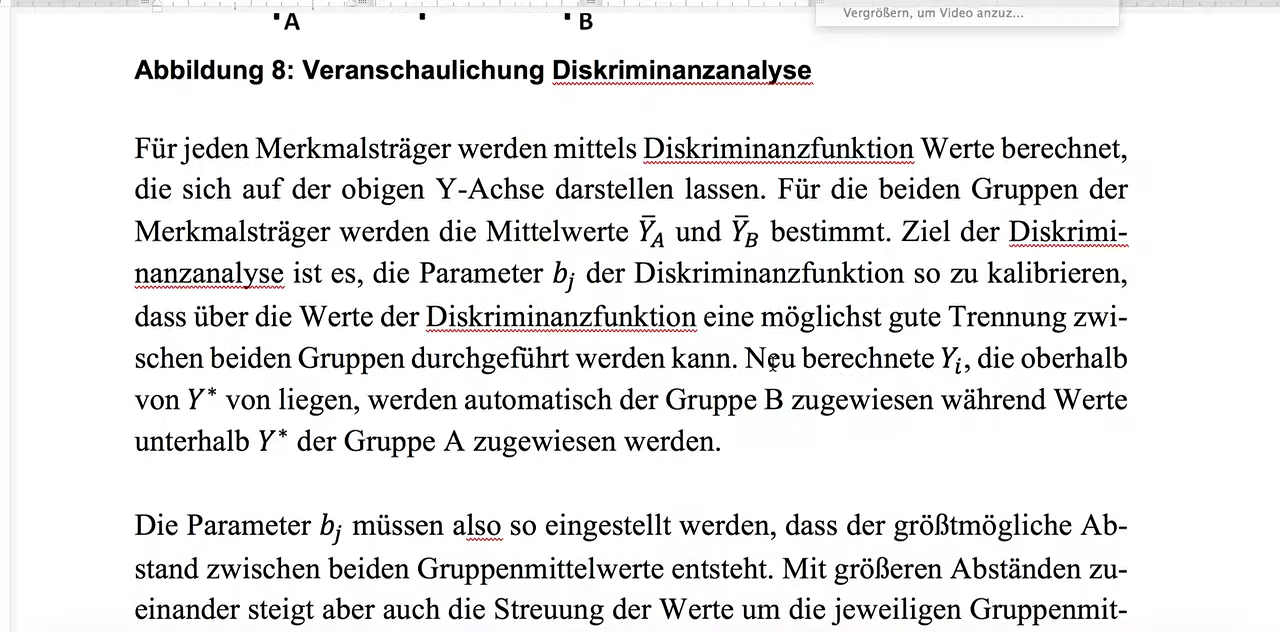 A B
Vergrößern, um Video anzuz...
Abbildung 8: Veranschaulichung Diskriminanzanalyse
Für jeden Merkmalsträger werden mittels Diskriminanzfunktion Werte berechnet,
die sich auf der obigen Y-Achse darstellen lassen. Für die beiden Gruppen der
Merkmalsträger werden die Mittelwerte Ȳ_A und Ȳ_B bestimmt. Ziel der Diskrimi-
nanzanalyse ist es, die Parameter b_j der Diskriminanzfunktion so zu kalibrieren,
dass über die Werte der Diskriminanzfunktion eine möglichst gute Trennung zwi-
schen beiden Gruppen durchgeführt werden kann. Neu berechnete Y_i, die oberhalb
von Y* von liegen, werden automatisch der Gruppe B zugewiesen während Werte
unterhalb Y* der Gruppe A zugewiesen werden.
Die Parameter b_j müssen also so eingestellt werden, dass der größtmögliche Ab-
stand zwischen beiden Gruppenmittelwerte entsteht. Mit größeren Abständen zu-
einander steigt aber auch die Streuung der Werte um die jeweiligen Gruppenmit-